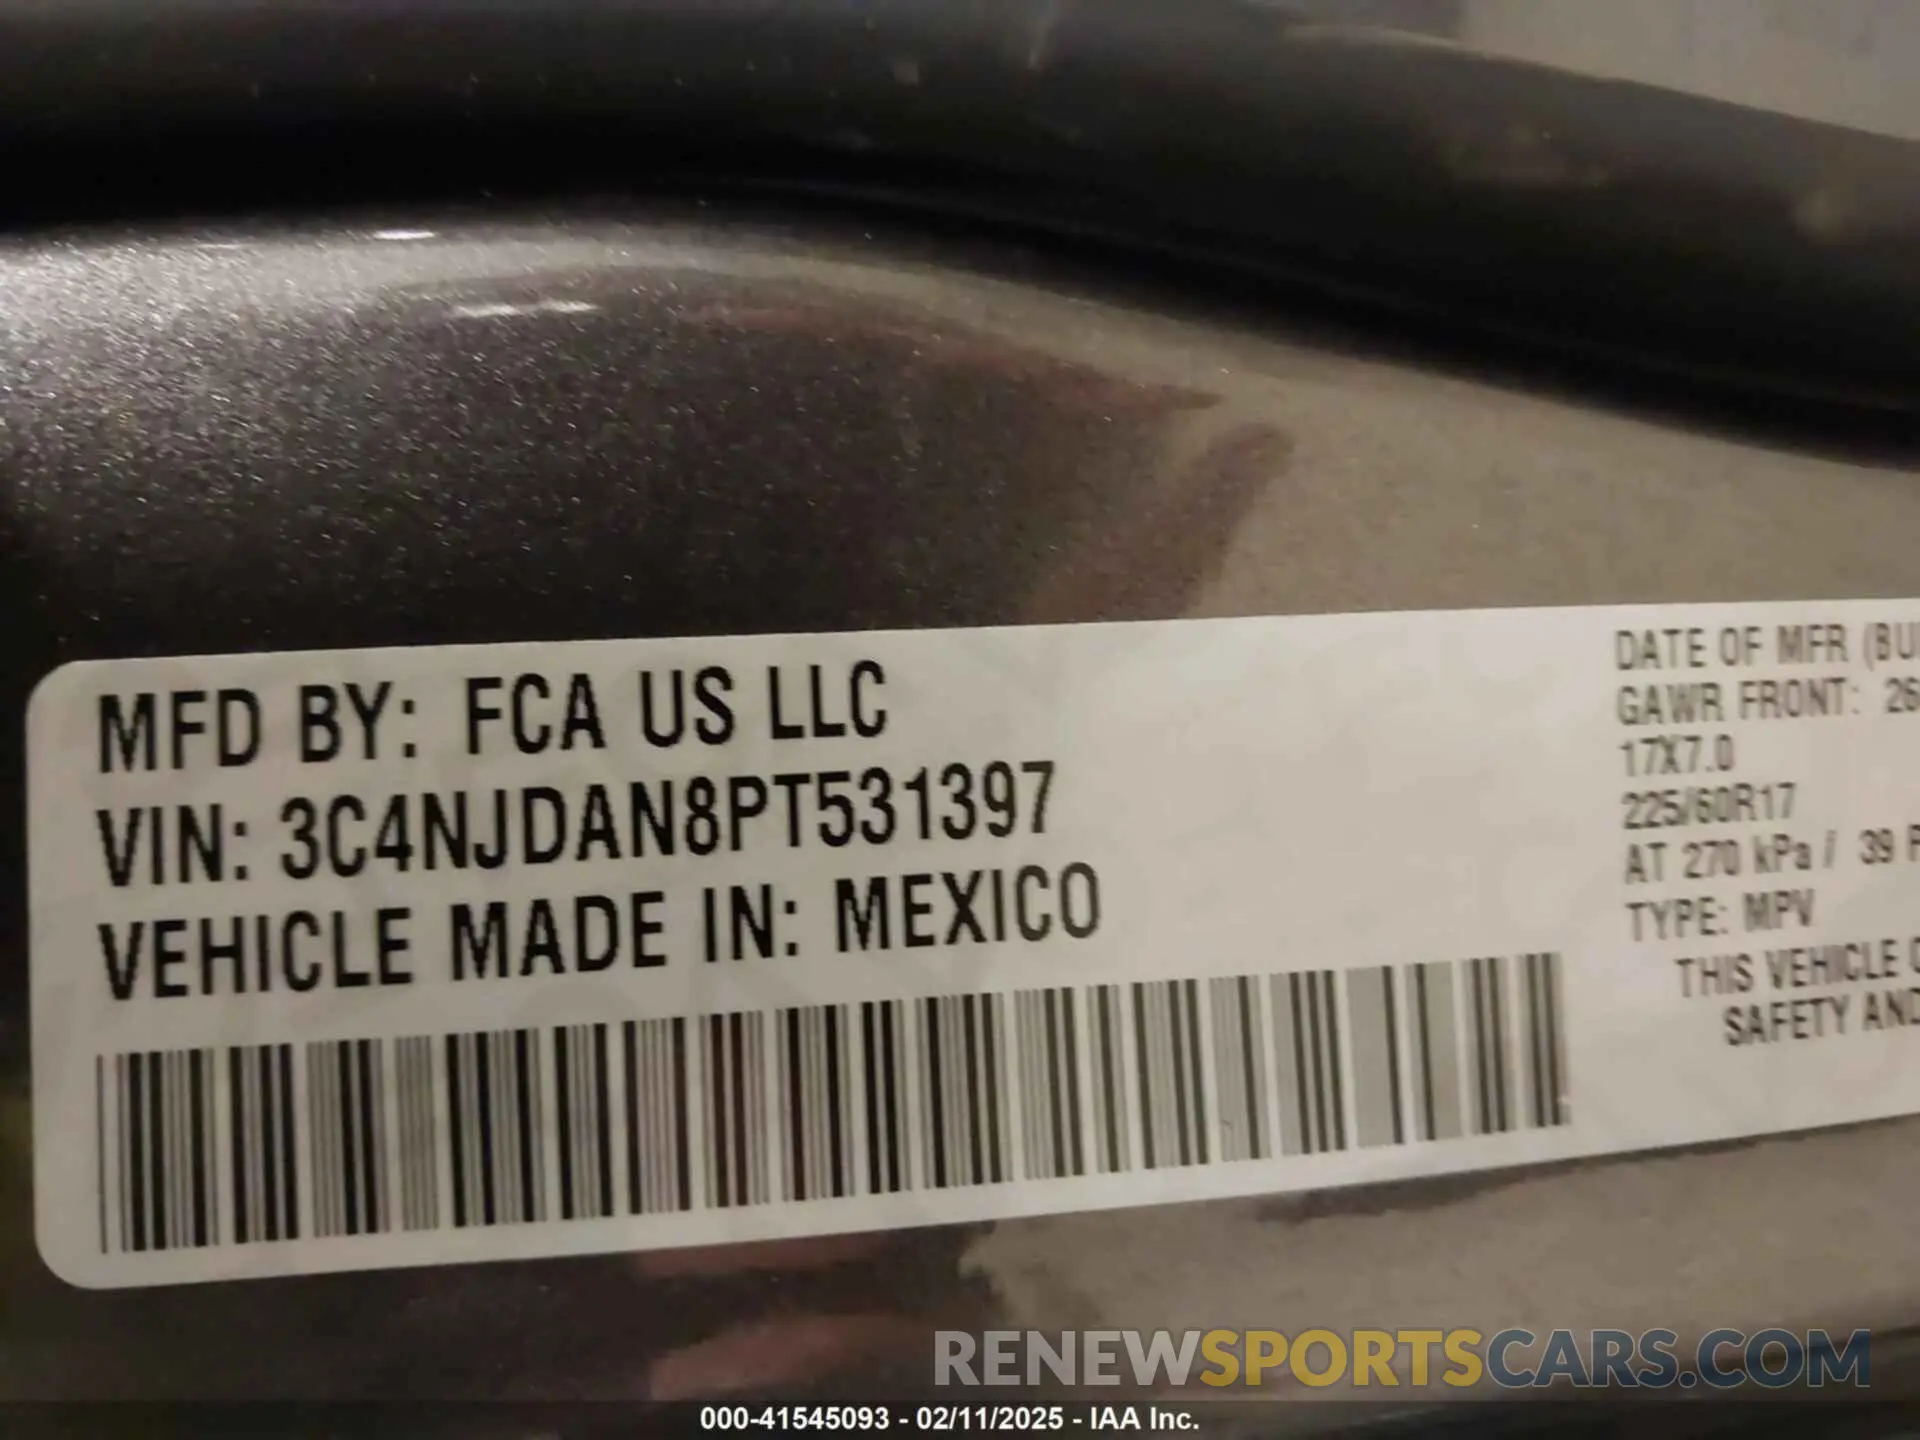 MFD BY: FCA US LLC
VIN: 3C4NJDAN8PT531397
VEHICLE MADE IN: MEXICO
DATE OF MFR (BU
GAWR FRONT: 26
17X7.0
225/60R17
AT 270 kPa / 39 P
TYPE: MPV
THIS VEHICLE C
SAFETY AND
RENEWSPORTSCARS.COM
000-41545093 - 02/11/2025 - IAA Inc.